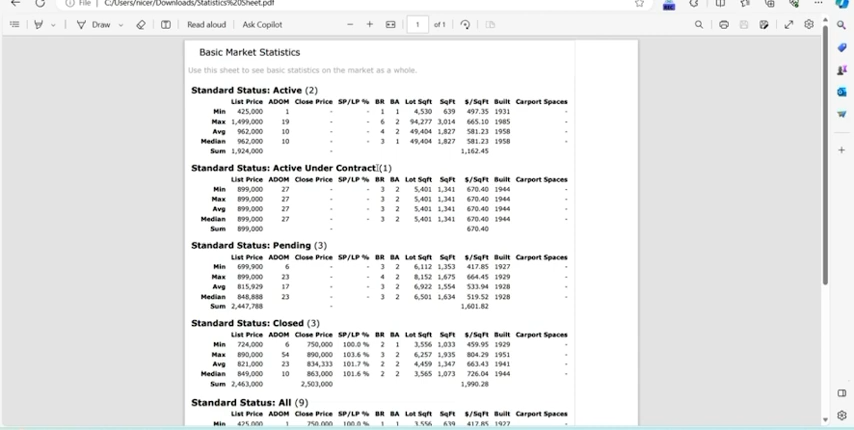 File C:/Users/nicer/Downloads/Statistics%20Sheet.pdf
Draw Read aloud Ask Copilot 1 of 1
Basic Market Statistics
Use this sheet to see basic statistics on the market as a whole.
Standard Status: Active (2)
List Price ADOM Close Price SP/LP % BR BA Lot Sqft SqFt $/SqFt Built Carport Spaces
Min 425,000 1 - - 1 1 4,530 639 497.35 1931 -
Max 1,499,000 19 - - 6 2 94,277 3,014 665.10 1985 -
Avg 962,000 10 - - 4 2 49,404 1,827 581.23 1958 -
Median 962,000 10 - - 3 1 49,404 1,827 581.23 1958 -
Sum 1,924,000 - 1,162.45
Standard Status: Active Under Contract (1)
List Price ADOM Close Price SP/LP % BR BA Lot Sqft SqFt $/SqFt Built Carport Spaces
Min 899,000 27 - - 3 2 5,401 1,341 670.40 1944 -
Max 899,000 27 - - 3 2 5,401 1,341 670.40 1944 -
Avg 899,000 27 - - 3 2 5,401 1,341 670.40 1944 -
Median 899,000 27 - - 3 2 5,401 1,341 670.40 1944 -
Sum 899,000 - 670.40
Standard Status: Pending (3)
List Price ADOM Close Price SP/LP % BR BA Lot Sqft SqFt $/SqFt Built Carport Spaces
Min 699,900 6 - - 3 2 6,112 1,353 417.85 1927 -
Max 899,000 23 - - 4 2 8,152 1,675 664.45 1929 -
Avg 815,929 17 - - 3 2 6,922 1,554 533.94 1928 -
Median 848,888 23 - - 3 2 6,501 1,634 519.52 1928 -
Sum 2,447,788 - 1,601.82
Standard Status: Closed (3)
List Price ADOM Close Price SP/LP % BR BA Lot Sqft SqFt $/SqFt Built Carport Spaces
Min 724,000 6 750,000 100.0 % 2 1 3,556 1,033 459.95 1929 -
Max 890,000 54 890,000 103.6 % 3 2 6,257 1,935 804.29 1951 -
Avg 821,000 23 834,333 101.7 % 2 2 4,459 1,347 663.43 1941 -
Median 849,000 10 863,000 101.6 % 2 2 3,565 1,073 726.04 1944 -
Sum 2,463,000 2,503,000 1,990.28
Standard Status: All (9)
List Price ADOM Close Price SP/LP % BR BA Lot Sqft SqFt $/SqFt Built Carport Spaces
Min 425,000 1 750,000 100.0 % 1 1 3,556 639 417.85 1927 -